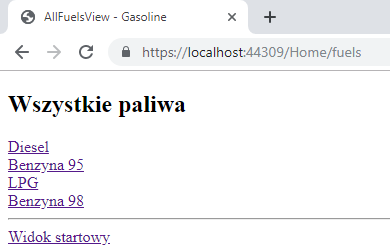 AllFuelsView - Gasoline
https://localhost:44309/Home/fuels
Wszystkie paliwa
Diesel
Benzyna 95
LPG
Benzyna 98
Widok startowy